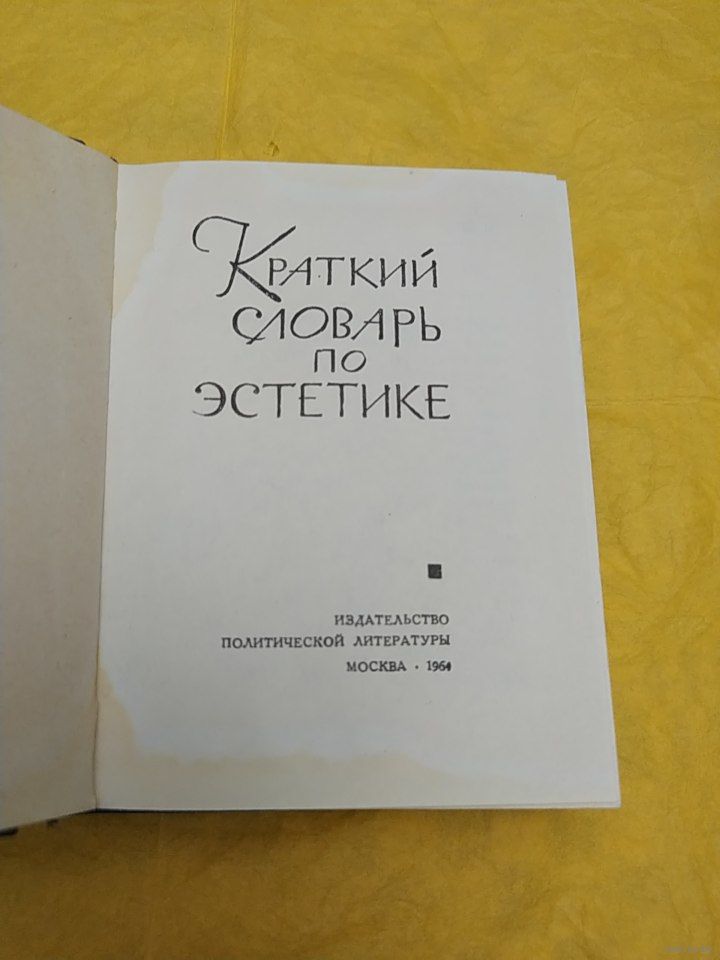 Краткий
словарь
по
эстетике
ИЗДАТЕЛЬСТВО
ПОЛИТИЧЕСКОЙ ЛИТЕРАТУРЫ
МОСКВА · 1964